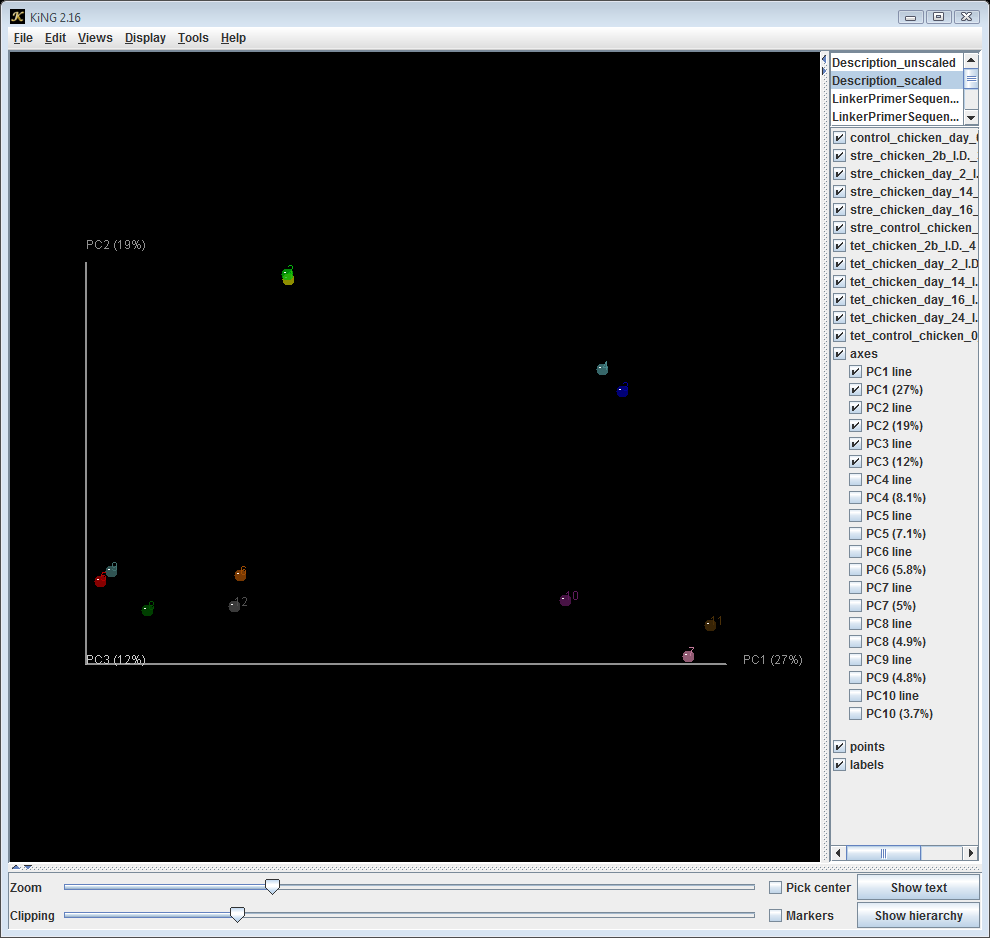 KiNG 2.16
File Edit Views Display Tools Help
Description_unscaled
Description_scaled
LinkerPrimerSequen...
LinkerPrimerSequen...
control_chicken_day_
stre_chicken_2b_I.D._
stre_chicken_day_2_I.
stre_chicken_day_14_
stre_chicken_day_16_
stre_control_chicken_
tet_chicken_2b_I.D._4
tet_chicken_day_2_I.D
tet_chicken_day_14_I.
tet_chicken_day_16_I.
tet_chicken_day_24_I.
tet_control_chicken_0
axes
PC1 line
PC1 (27%)
PC2 line
PC2 (19%)
PC3 line
PC3 (12%)
PC4 line
PC4 (8.1%)
PC5 line
PC5 (7.1%)
PC6 line
PC6 (5.8%)
PC7 line
PC7 (5%)
PC8 line
PC8 (4.9%)
PC9 line
PC9 (4.8%)
PC10 line
PC10 (3.7%)
points
labels
PC2 (19%)
12
10
11
7
PC3 (12%)
PC1 (27%)
Zoom
Pick center
Show text
Clipping
Markers
Show hierarchy